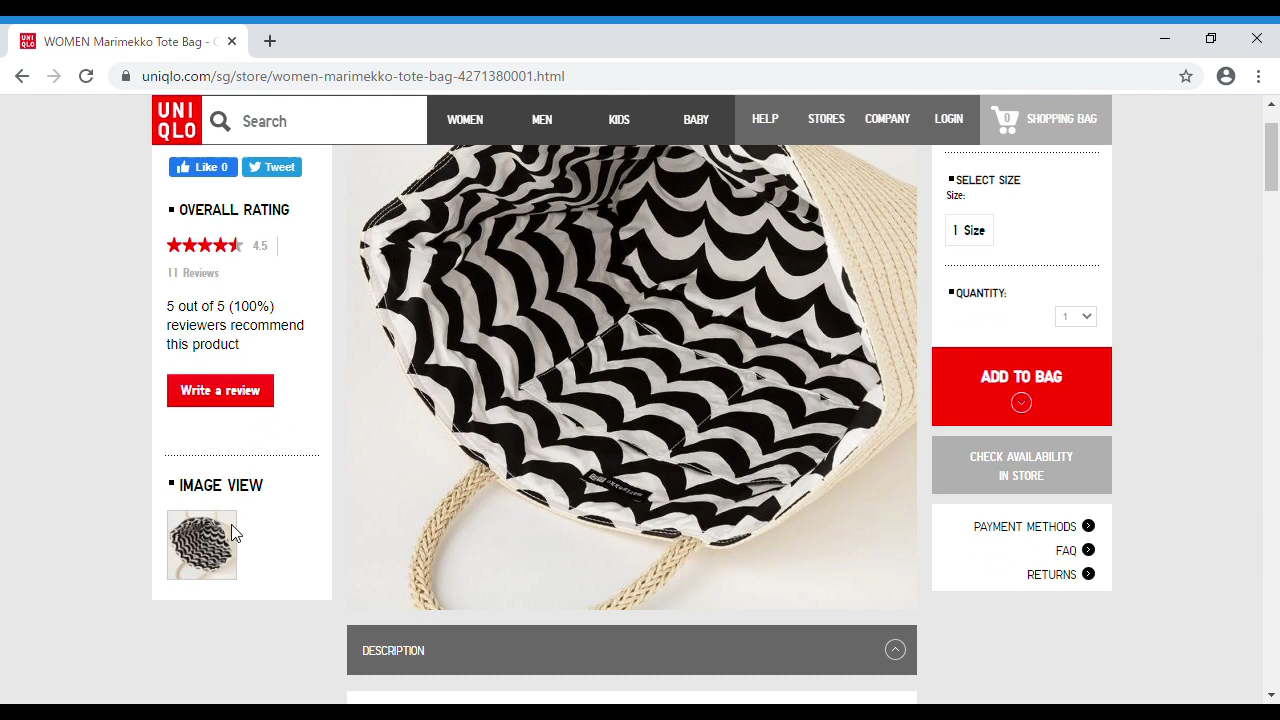 WOMEN Marimekko Tote Bag -
uniqlo.com/sg/store/women-marimekko-tote-bag-4271380001.html
UNI
QLO
Search
WOMEN
MEN
KIDS
BABY
HELP
STORES
COMPANY
LOGIN
0
SHOPPING BAG
Like 0
Tweet
OVERALL RATING
4.5
11 Reviews
5 out of 5 (100%)
reviewers recommend
this product
Write a review
IMAGE VIEW
marimekko
DESCRIPTION
SELECT SIZE
Size:
1 Size
QUANTITY:
1
ADD TO BAG
CHECK AVAILABILITY
IN STORE
PAYMENT METHODS
FAQ
RETURNS